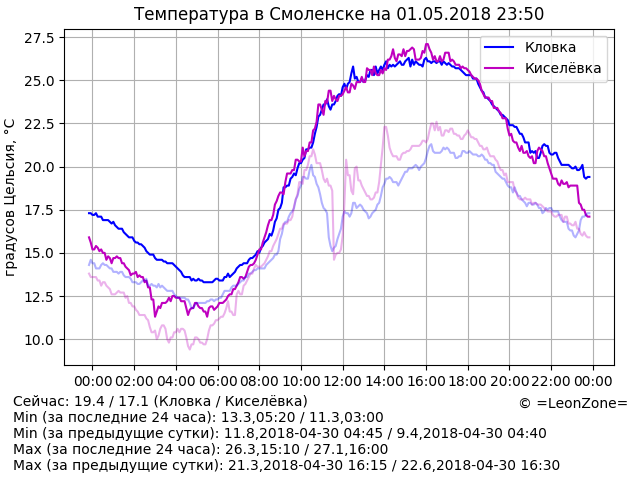 Температура в Смоленске на 01.05.2018 23:50
27.5
25.0
22.5
20.0
17.5
15.0
12.5
10.0
градусов Цельсия, °C
Кловка
Киселёвка
00:00 02:00 04:00 06:00 08:00 10:00 12:00 14:00 16:00 18:00 20:00 22:00 00:00
Сейчас: 19.4 / 17.1 (Кловка / Киселёвка)
© =LeonZone=
Min (за последние 24 часа): 13.3,05:20 / 11.3,03:00
Min (за предыдущие сутки): 11.8,2018-04-30 04:45 / 9.4,2018-04-30 04:40
Max (за последние 24 часа): 26.3,15:10 / 27.1,16:00
Max (за предыдущие сутки): 21.3,2018-04-30 16:15 / 22.6,2018-04-30 16:30